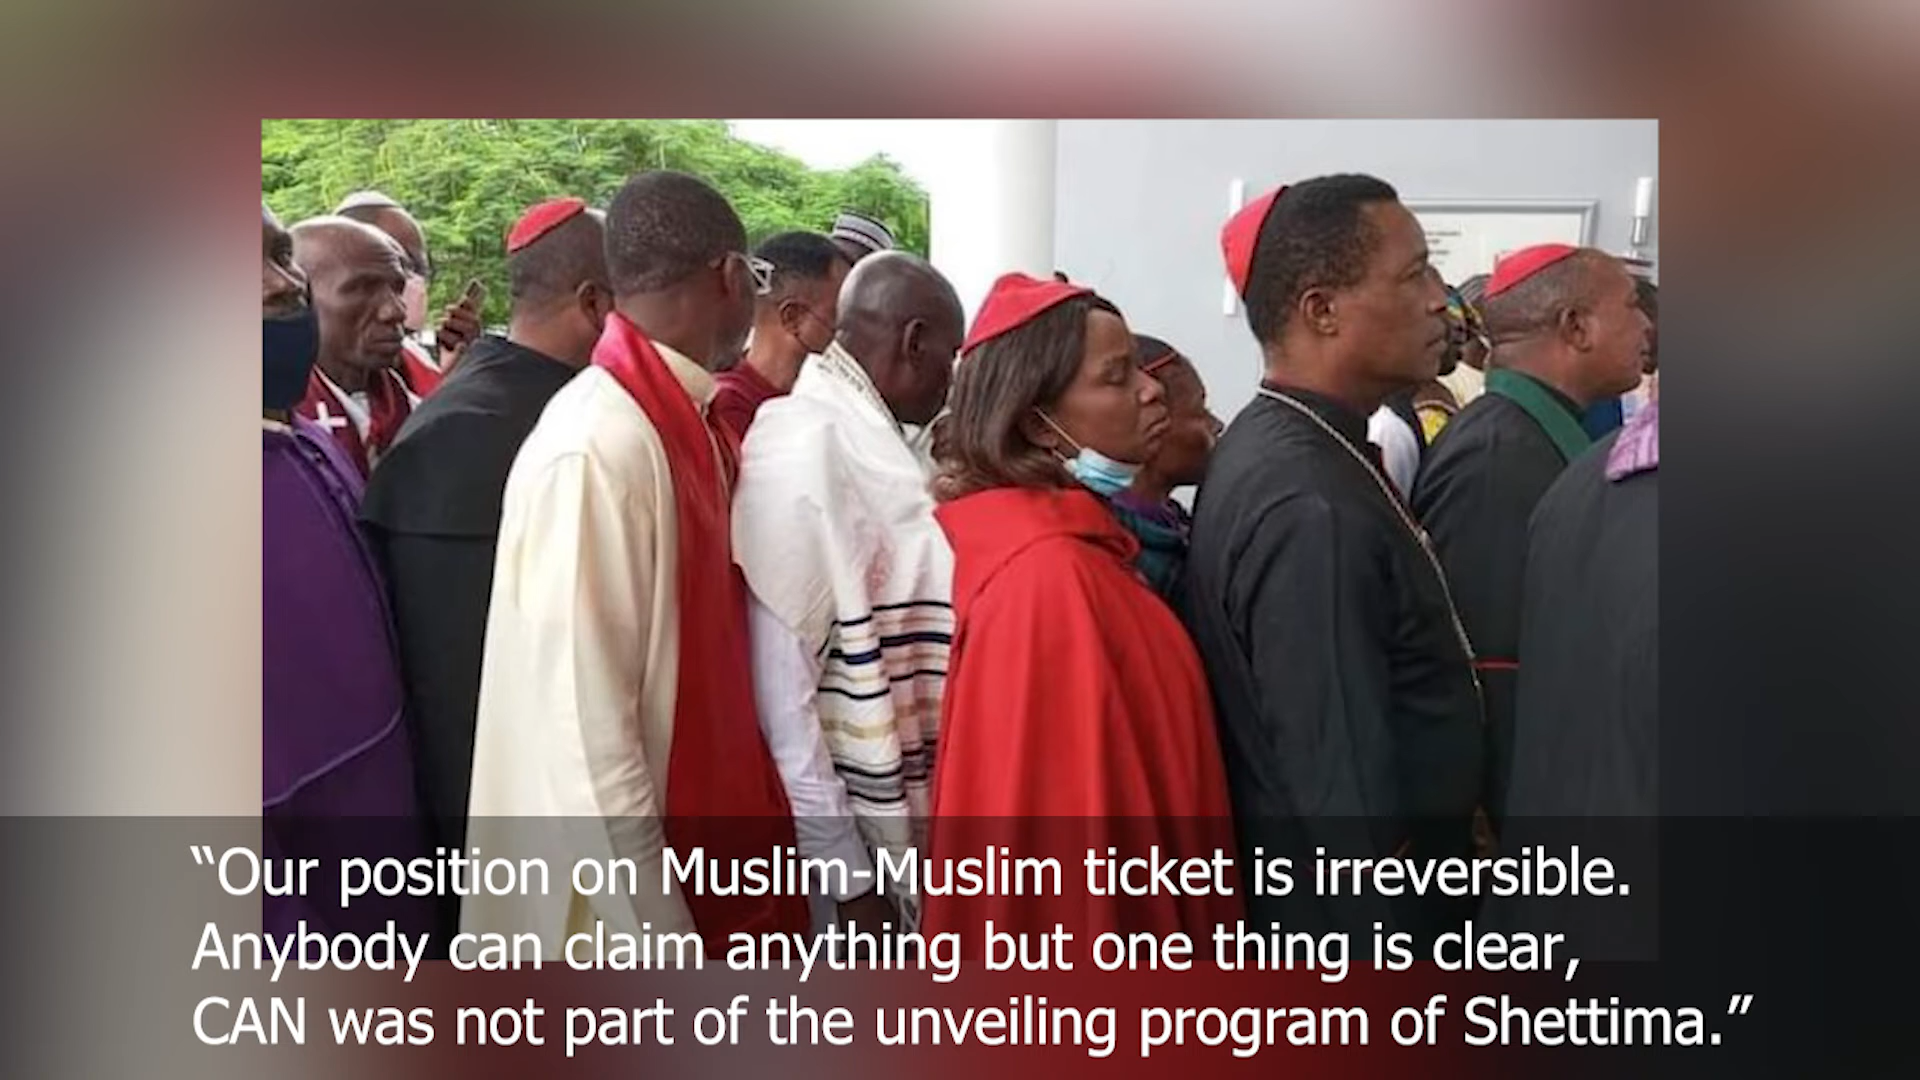 “Our position on Muslim-Muslim ticket is irreversible.
Anybody can claim anything but one thing is clear,
CAN was not part of the unveiling program of Shettima.”